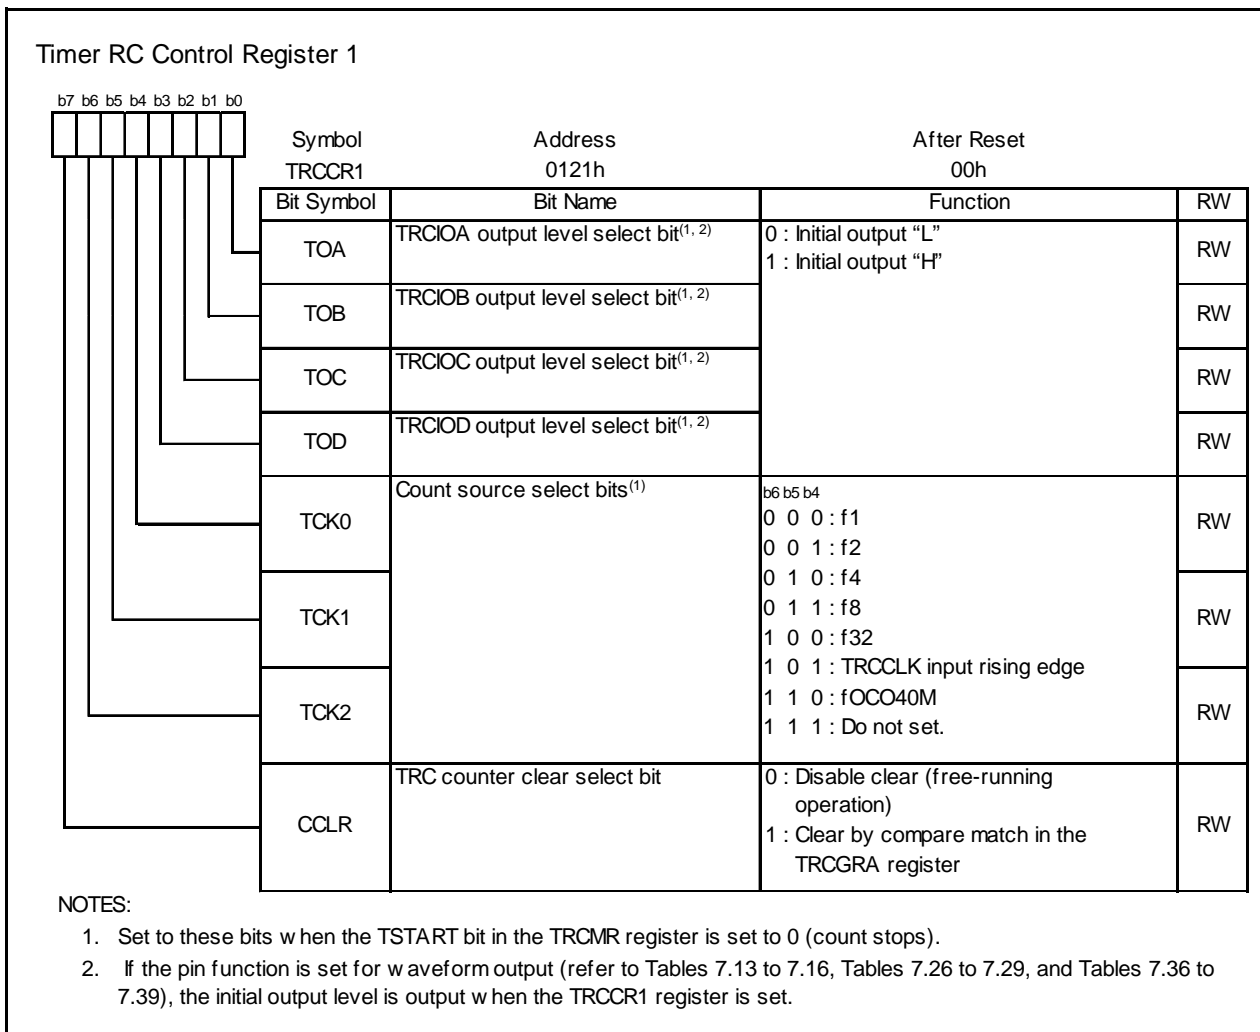 Timer RC Control Register 1
b7 b6 b5 b4 b3 b2 b1 b0
Symbol Address After Reset
TRCCR1 0121h 00h
Bit Symbol Bit Name Function RW
TOA TRCIOA output level select bit(1, 2) 0 : Initial output “L” RW
1 : Initial output “H”
TOB TRCIOB output level select bit(1, 2) RW
TOC TRCIOC output level select bit(1, 2) RW
TOD TRCIOD output level select bit(1, 2) RW
Count source select bits(1) b6 b5 b4
TCK0 0 0 0 : f1 RW
0 0 1 : f2
0 1 0 : f4
TCK1 0 1 1 : f8 RW
1 0 0 : f32
1 0 1 : TRCCLK input rising edge
TCK2 1 1 0 : fOCO40M RW
1 1 1 : Do not set.
TRC counter clear select bit 0 : Disable clear (free-running
operation)
CCLR 1 : Clear by compare match in the RW
TRCGRA register
NOTES:
1. Set to these bits when the TSTART bit in the TRCMR register is set to 0 (count stops).
2. If the pin function is set for waveform output (refer to Tables 7.13 to 7.16, Tables 7.26 to 7.29, and Tables 7.36 to
7.39), the initial output level is output when the TRCCR1 register is set.